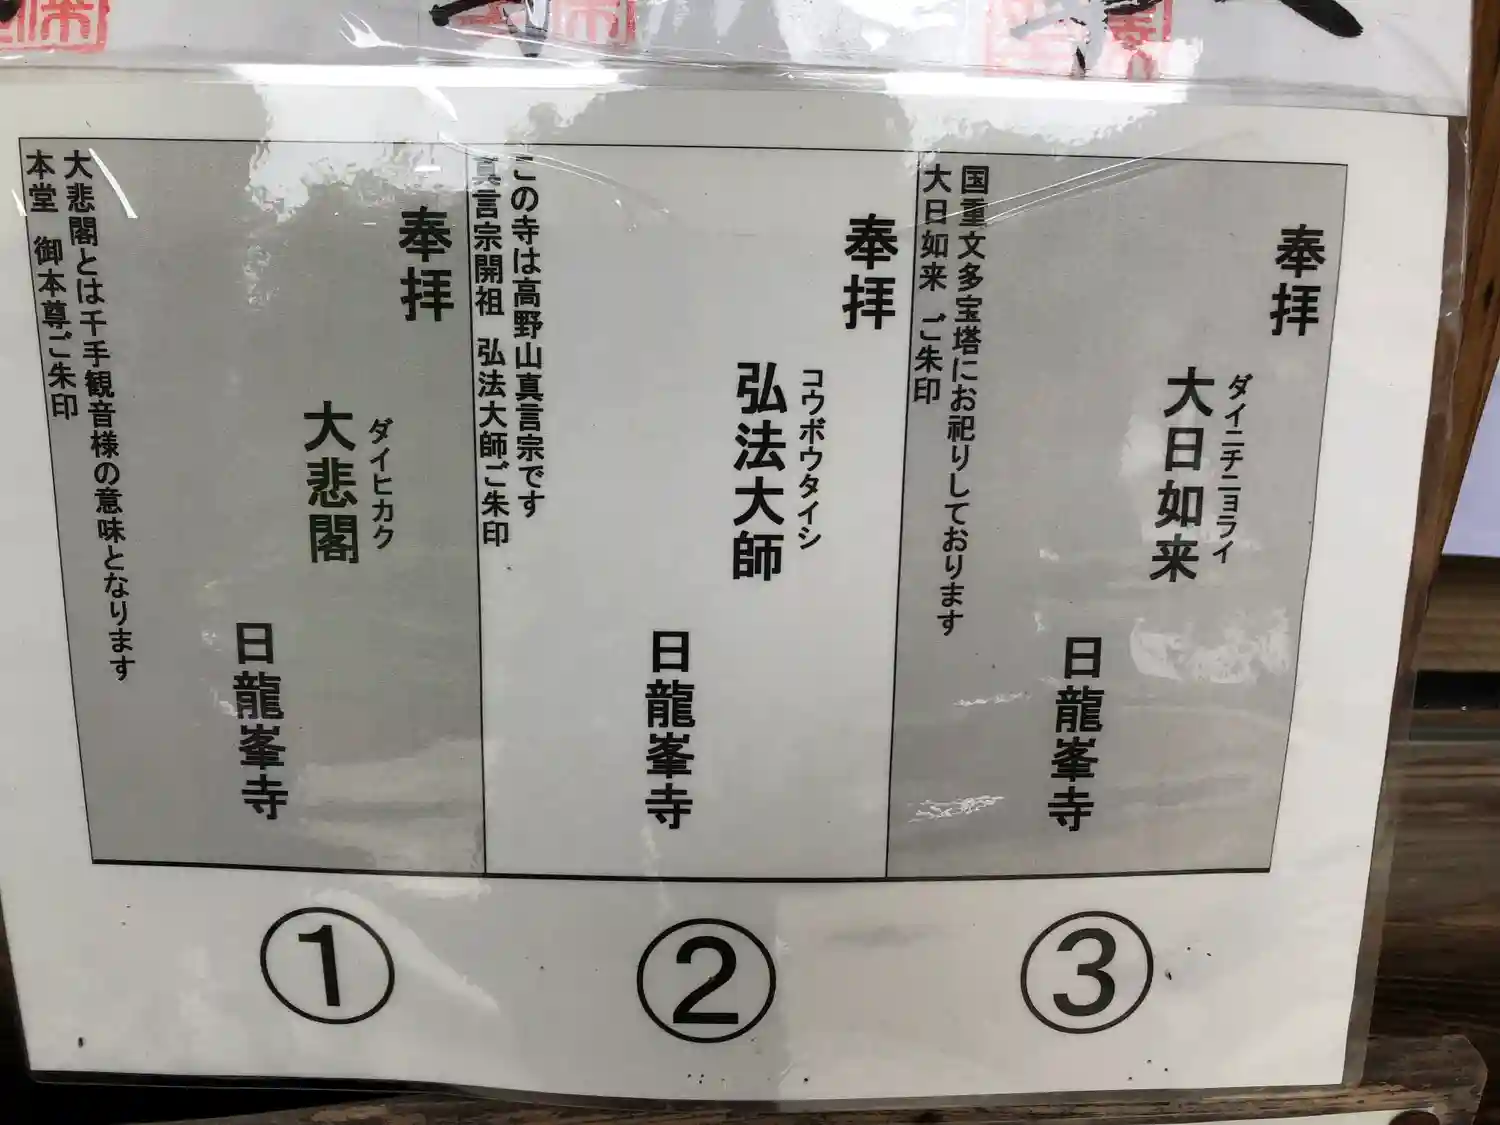 奉拝
ダイヒカク
大悲閣
日龍峯寺
大悲閣とは千手観音様の意味となります
本堂 御本尊ご朱印
①
奉拝
コウボウタイシ
弘法大師
日龍峯寺
この寺は高野山真言宗です
真言宗開祖 弘法大師ご朱印
②
奉拝
ダイニチニョライ
大日如来
日龍峯寺
国重文多宝塔にお祀りしております
大日如来 ご朱印
③